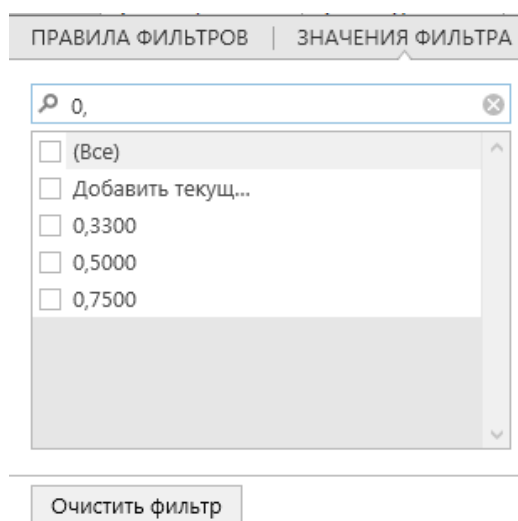 ПРАВИЛА ФИЛЬТРОВ | ЗНАЧЕНИЯ ФИЛЬТРА
0,
(Все)
Добавить текущ...
0,3300
0,5000
0,7500
Очистить фильтр